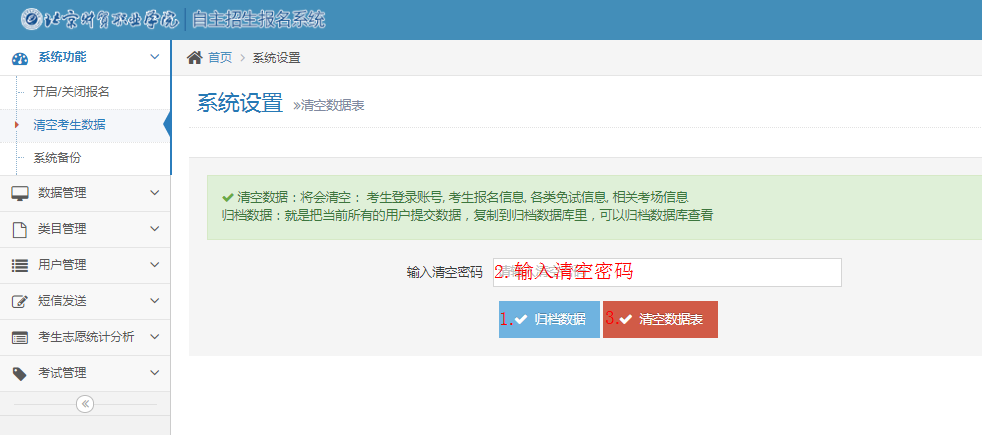 北京财贸职业学院 自主招生报名系统
系统功能
开启/关闭报名
清空考生数据
系统备份
数据管理
类目管理
用户管理
短信发送
考生志愿统计分析
考试管理
首页 系统设置
系统设置 »清空数据表
清空数据：将会清空： 考生登录账号, 考生报名信息, 各类免试信息, 相关考场信息
归档数据：就是把当前所有的用户提交数据，复制到归档数据库里，可以归档数据库查看
输入清空密码 2. 输入清空密码
1. 归档数据 3. 清空数据表